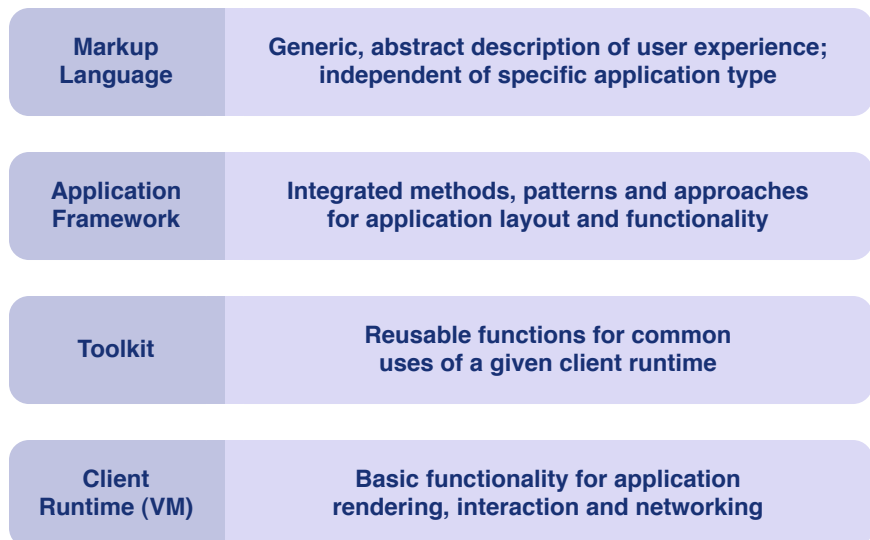 Markup
Language
Generic, abstract description of user experience;
independent of specific application type
Application
Framework
Integrated methods, patterns and approaches
for application layout and functionality
Toolkit
Reusable functions for common
uses of a given client runtime
Client
Runtime (VM)
Basic functionality for application
rendering, interaction and networking